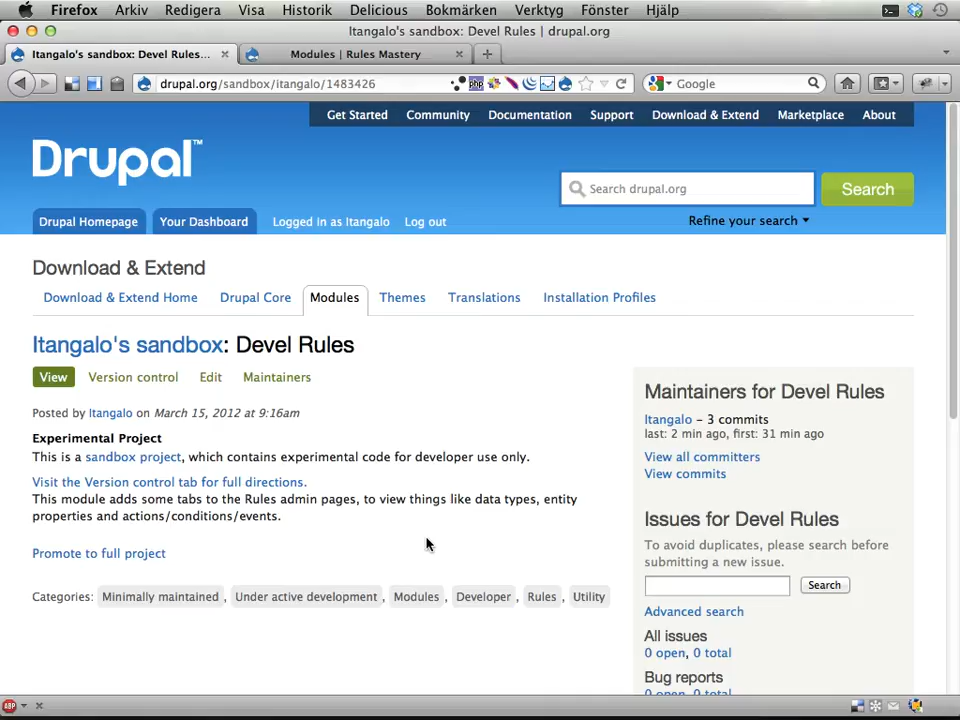 Firefox Arkiv Redigera Visa Historik Delicious Bokmärken Verktyg Fönster Hjälp
Itangalo's sandbox: Devel Rules | drupal.org
Itangalo's sandbox: Devel Rules... Modules | Rules Mastery
drupal.org/sandbox/itangalo/1483426 Google
Get Started Community Documentation Support Download & Extend Marketplace About
Drupal™
Search drupal.org Search
Drupal Homepage Your Dashboard Logged in as Itangalo Log out Refine your search
Download & Extend
Download & Extend Home Drupal Core Modules Themes Translations Installation Profiles
Itangalo's sandbox: Devel Rules
View Version control Edit Maintainers
Posted by Itangalo on March 15, 2012 at 9:16am
Experimental Project
This is a sandbox project, which contains experimental code for developer use only.
Visit the Version control tab for full directions.
This module adds some tabs to the Rules admin pages, to view things like data types, entity
properties and actions/conditions/events.
Promote to full project
Categories: Minimally maintained , Under active development , Modules , Developer , Rules , Utility
Maintainers for Devel Rules
Itangalo – 3 commits
last: 2 min ago, first: 31 min ago
View all committers
View commits
Issues for Devel Rules
To avoid duplicates, please search before
submitting a new issue.
Search
Advanced search
All issues
0 open, 0 total
Bug reports
0 open, 0 total
ABP